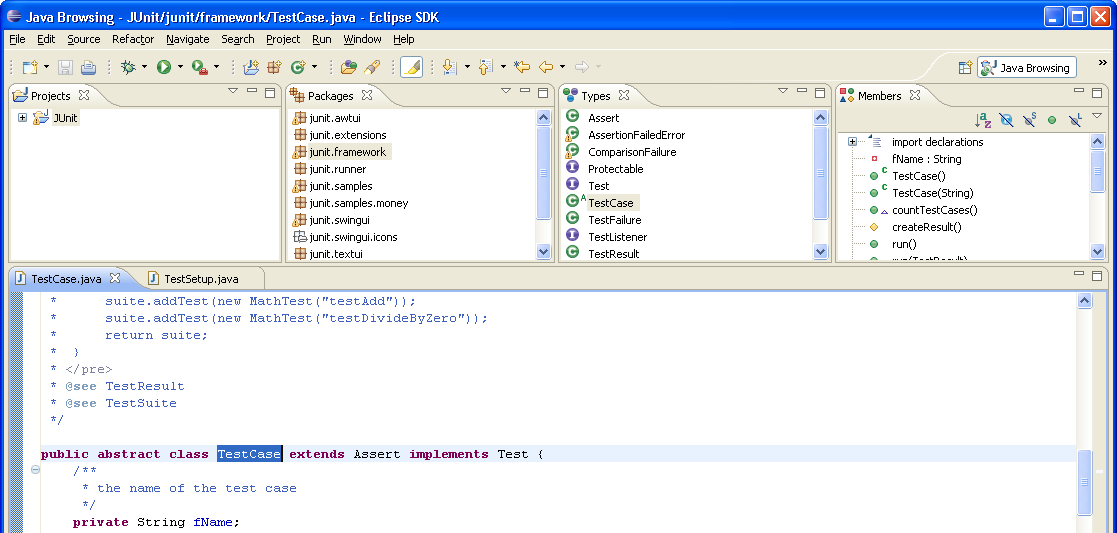 Java Browsing - JUnit/junit/framework/TestCase.java - Eclipse SDK
File Edit Source Refactor Navigate Search Project Run Window Help
Java Browsing
Projects
JUnit
Packages
junit.awtui
junit.extensions
junit.framework
junit.runner
junit.samples
junit.samples.money
junit.swingui
junit.swingui.icons
junit.textui
Types
Assert
AssertionFailedError
ComparisonFailure
Protectable
Test
TestCase
TestFailure
TestListener
TestResult
Members
import declarations
fName : String
TestCase()
TestCase(String)
countTestCases()
createResult()
run()
run(TestResult)
TestCase.java TestSetup.java
* suite.addTest(new MathTest("testAdd"));
* suite.addTest(new MathTest("testDivideByZero"));
* return suite;
* }
* </pre>
* @see TestResult
* @see TestSuite
*/
public abstract class TestCase extends Assert implements Test {
/**
* the name of the test case
*/
private String fName;